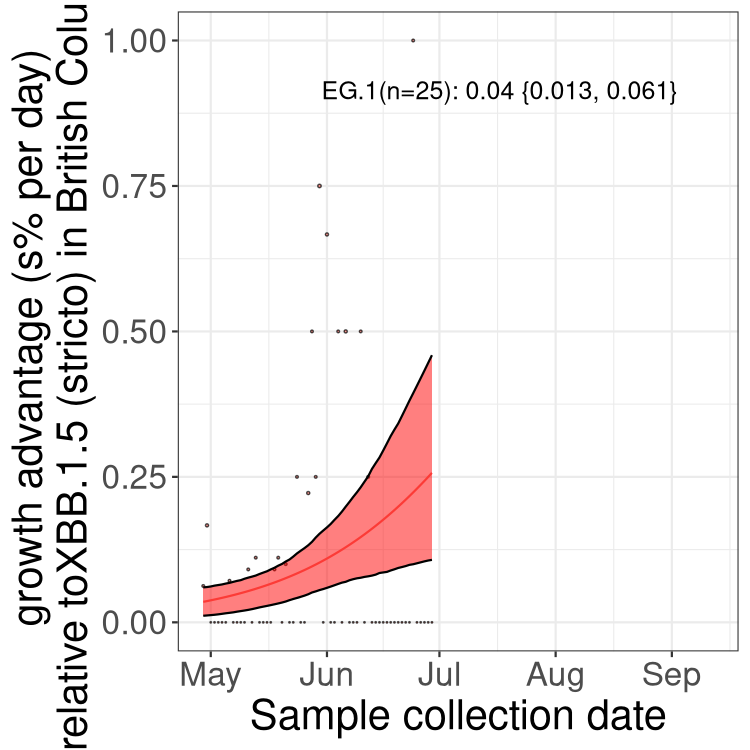 growth advantage (s% per day)
relative toXBB.1.5 (stricto) in British Colu
1.00
0.75
0.50
0.25
0.00
EG.1(n=25): 0.04 {0.013, 0.061}
May Jun Jul Aug Sep
Sample collection date